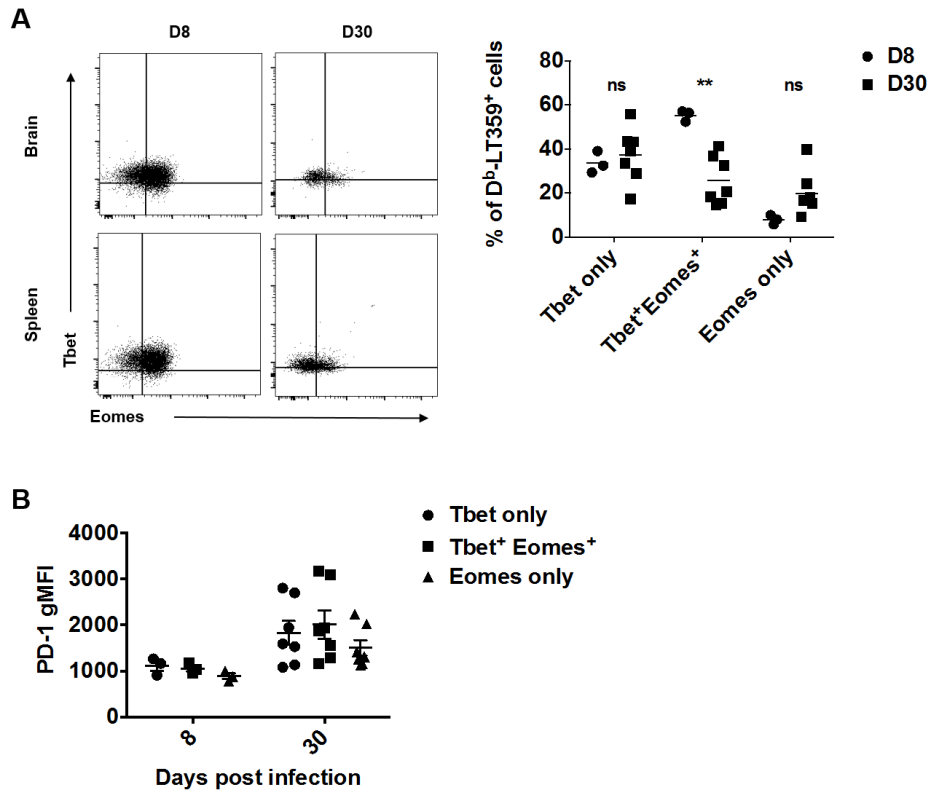 A
D8
D30
Brain
Spleen
Tbet
Eomes
% of Dᵇ-LT359⁺ cells
80
60
40
20
0
ns
**
ns
D8
D30
Tbet only
Tbet⁺Eomes⁺
Eomes only
B
PD-1 gMFI
4000
3000
2000
1000
0
8
30
Days post infection
Tbet only
Tbet⁺ Eomes⁺
Eomes only